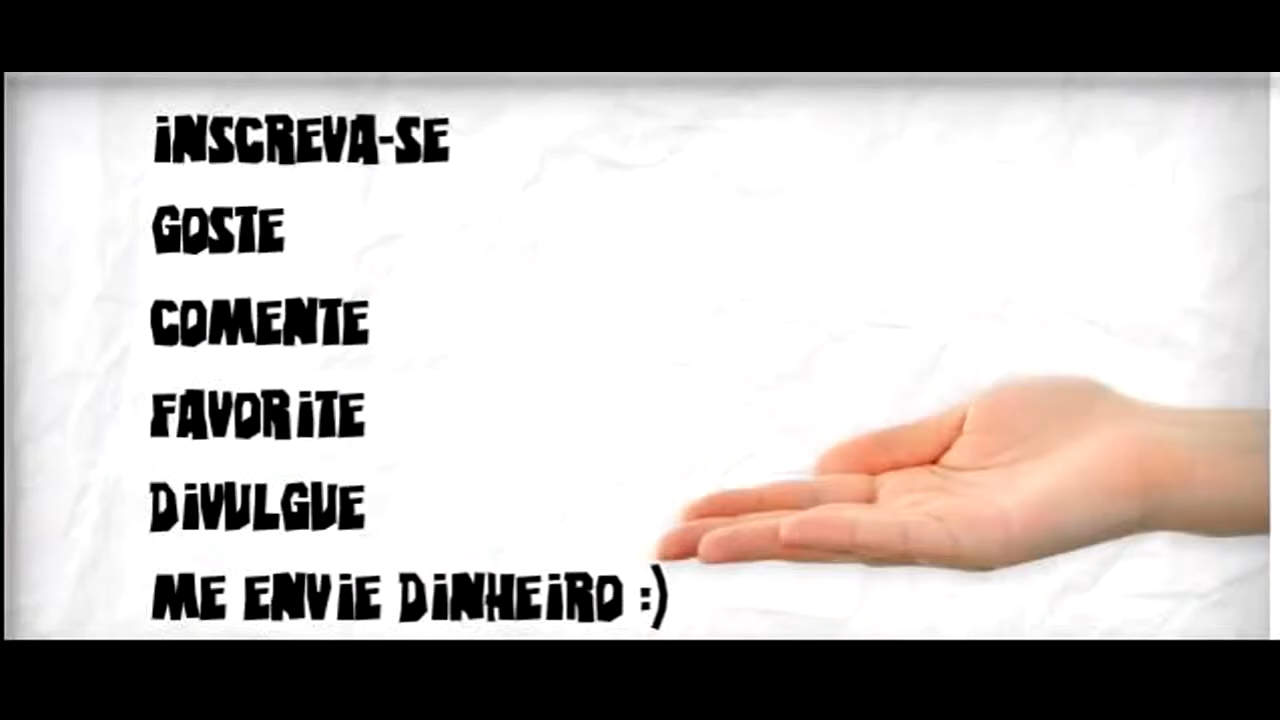 INSCREVA-SE
GOSTE
COMENTE
FAVORITE
DIVULGUE
ME ENVIE DINHEIRO :)